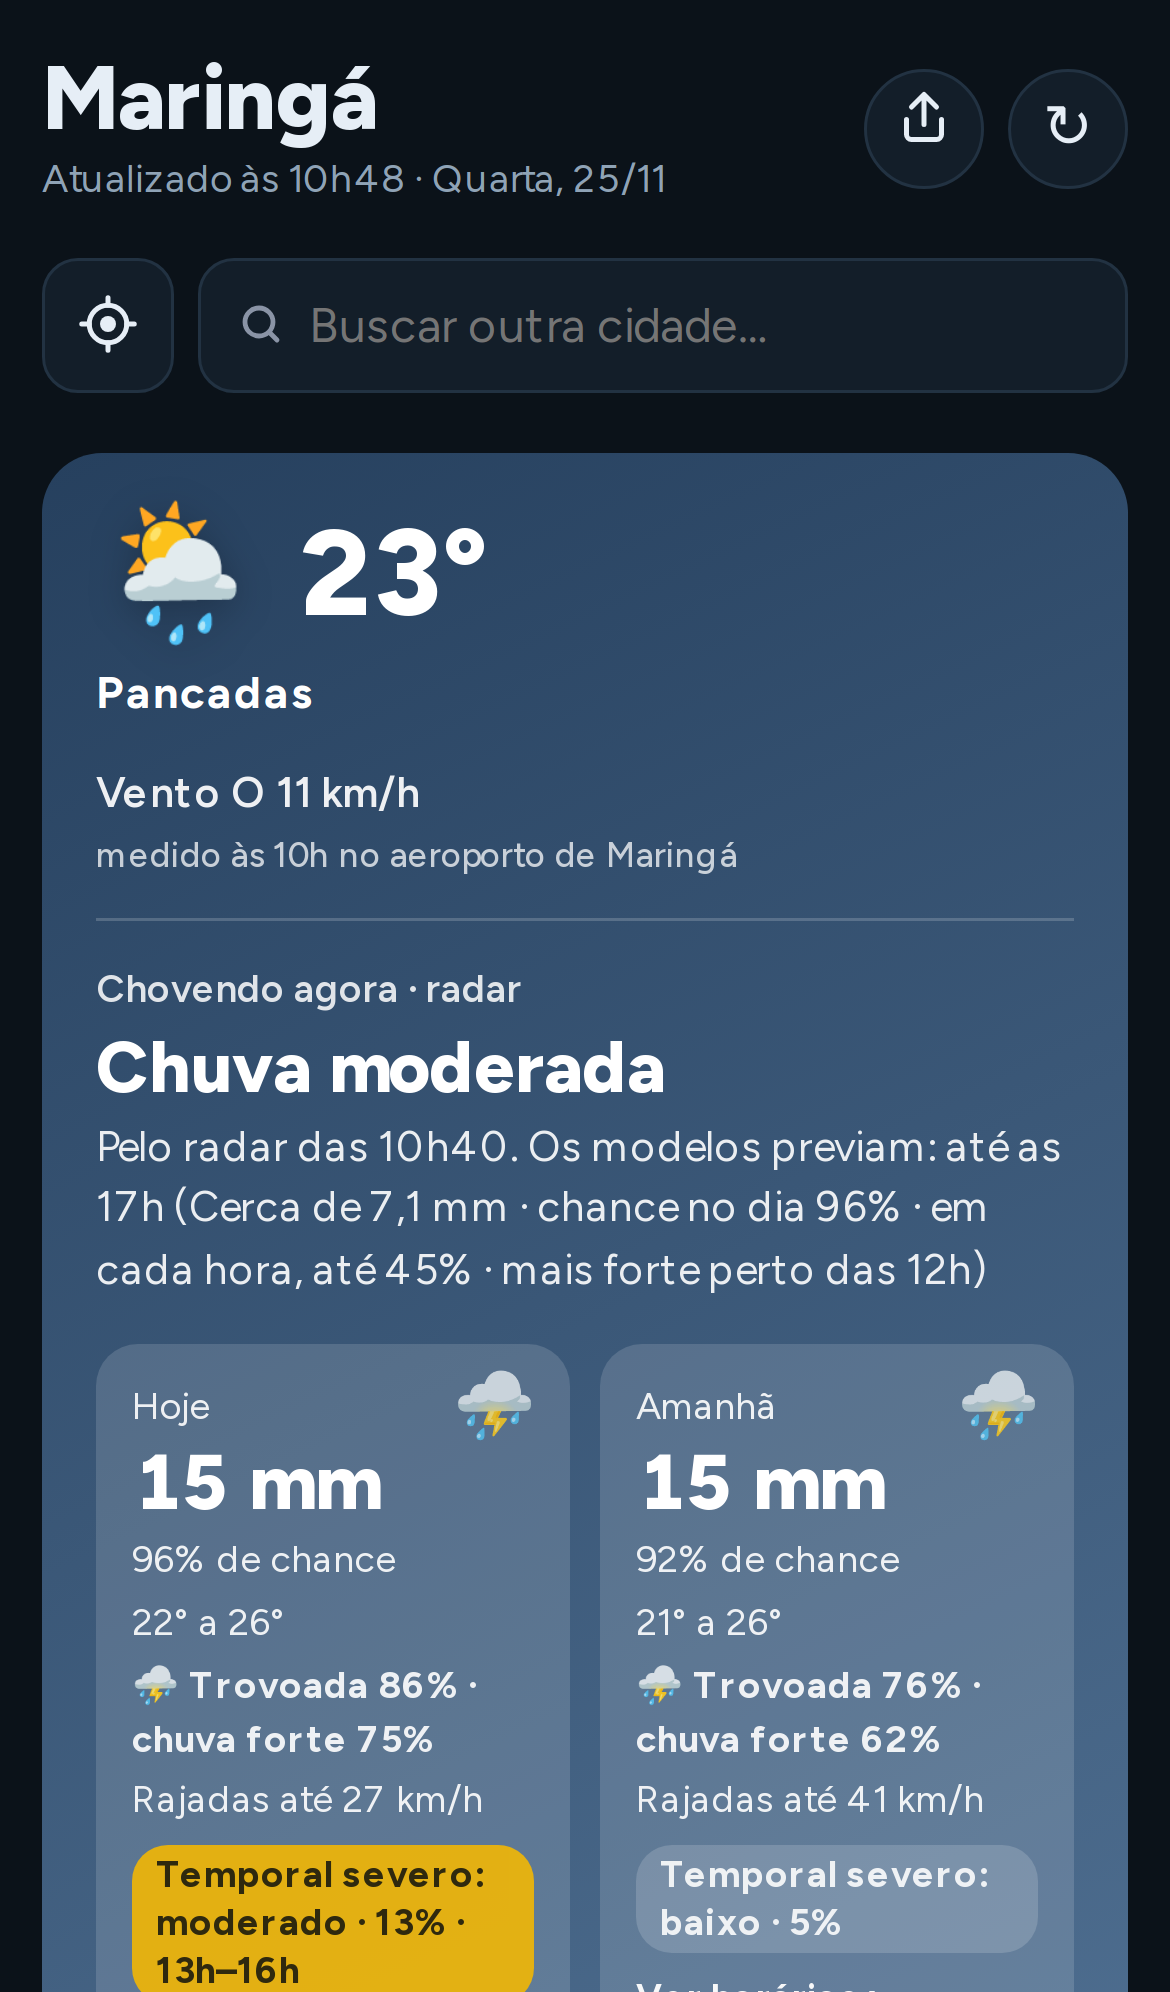 Maringá
Atualizado às 10h48 · Quarta, 25/11
Buscar outra cidade...
23°
Pancadas
Vento O 11 km/h
medido às 10h no aeroporto de Maringá
Chovendo agora · radar
Chuva moderada
Pelo radar das 10h40. Os modelos previam: até as
17h (Cerca de 7,1 mm · chance no dia 96% · em
cada hora, até 45% · mais forte perto das 12h)
Hoje
15 mm
96% de chance
22° a 26°
Trovoada 86% ·
chuva forte 75%
Rajadas até 27 km/h
Temporal severo:
moderado · 13% ·
13h–16h
Amanhã
15 mm
92% de chance
21° a 26°
Trovoada 76% ·
chuva forte 62%
Rajadas até 41 km/h
Temporal severo:
baixo · 5%